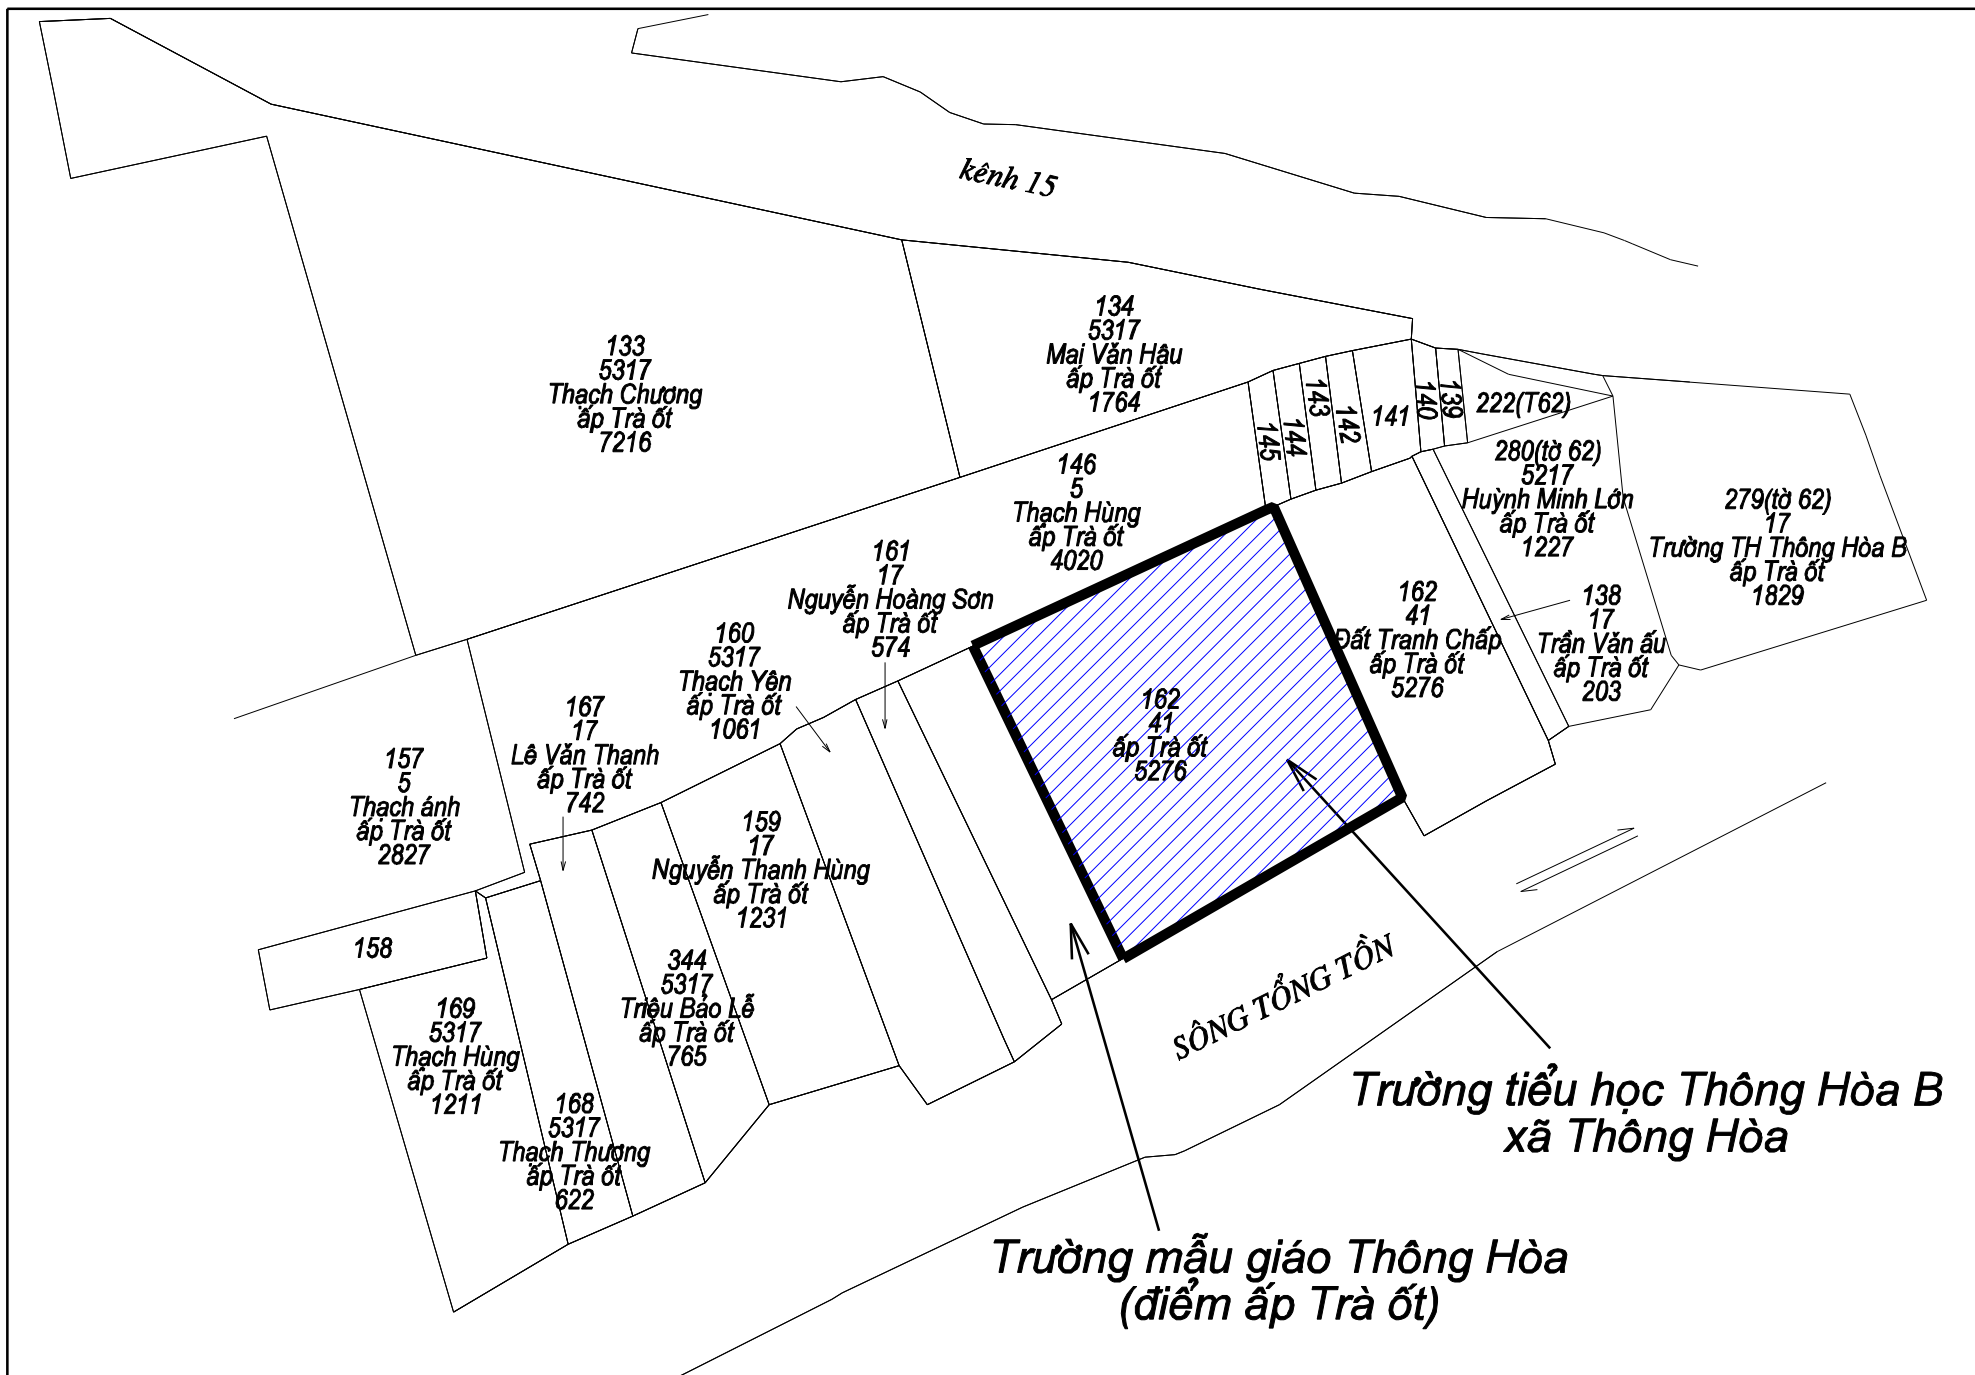 kênh 15
133
5317
Thạch Chương
ấp Trà ốt
7216
134
5317
Mai Văn Hậu
ấp Trà ốt
1764
145
144
143
142
141
140
139
222(T62)
146
5
Thạch Hùng
ấp Trà ốt
4020
280(tờ 62)
5217
Huỳnh Minh Lớn
ấp Trà ốt
1227
279(tờ 62)
17
Trường TH Thông Hòa B
ấp Trà ốt
1829
161
17
Nguyễn Hoàng Sơn
ấp Trà ốt
574
160
5317
Thạch Yên
ấp Trà ốt
1061
162
41
Đất Tranh Chấp
ấp Trà ốt
5276
138
17
Trần Văn ấu
ấp Trà ốt
203
167
17
Lê Văn Thanh
ấp Trà ốt
742
162
41
ấp Trà ốt
5276
157
5
Thạch ánh
ấp Trà ốt
2827
159
17
Nguyễn Thanh Hùng
ấp Trà ốt
1231
158
344
5317
Triệu Bảo Lễ
ấp Trà ốt
765
169
5317
Thạch Hùng
ấp Trà ốt
1211
168
5317
Thạch Thượng
ấp Trà ốt
622
SÔNG TỔNG TỒN
Trường tiểu học Thông Hòa B
xã Thông Hòa
Trường mẫu giáo Thông Hòa
(điểm ấp Trà ốt)